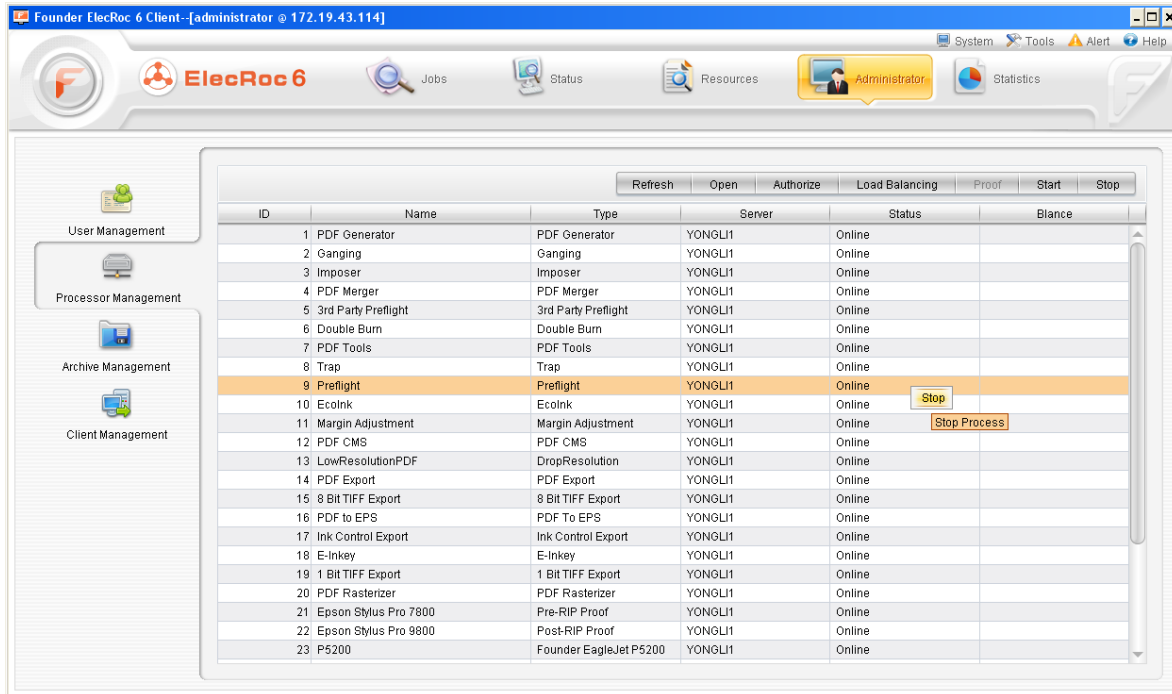 Founder ElecRoc 6 Client--[administrator @ 172.19.43.114]
System Tools Alert Help
ElecRoc 6 Jobs Status Resources Administrator Statistics
User Management
Processor Management
Archive Management
Client Management
Refresh Open Authorize Load Balancing Proof Start Stop
ID Name Type Server Status Blance
1 PDF Generator PDF Generator YONGLI1 Online
2 Ganging Ganging YONGLI1 Online
3 Imposer Imposer YONGLI1 Online
4 PDF Merger PDF Merger YONGLI1 Online
5 3rd Party Preflight 3rd Party Preflight YONGLI1 Online
6 Double Burn Double Burn YONGLI1 Online
7 PDF Tools PDF Tools YONGLI1 Online
8 Trap Trap YONGLI1 Online
9 Preflight Preflight YONGLI1 Online
Stop
10 EcoInk EcoInk YONGLI1 Online
11 Margin Adjustment Margin Adjustment YONGLI1 Online
Stop Process
12 PDF CMS PDF CMS YONGLI1 Online
13 LowResolutionPDF DropResolution YONGLI1 Online
14 PDF Export PDF Export YONGLI1 Online
15 8 Bit TIFF Export 8 Bit TIFF Export YONGLI1 Online
16 PDF to EPS PDF To EPS YONGLI1 Online
17 Ink Control Export Ink Control Export YONGLI1 Online
18 E-Inkey E-Inkey YONGLI1 Online
19 1 Bit TIFF Export 1 Bit TIFF Export YONGLI1 Online
20 PDF Rasterizer PDF Rasterizer YONGLI1 Online
21 Epson Stylus Pro 7800 Pre-RIP Proof YONGLI1 Online
22 Epson Stylus Pro 9800 Post-RIP Proof YONGLI1 Online
23 P5200 Founder EagleJet P5200 YONGLI1 Online